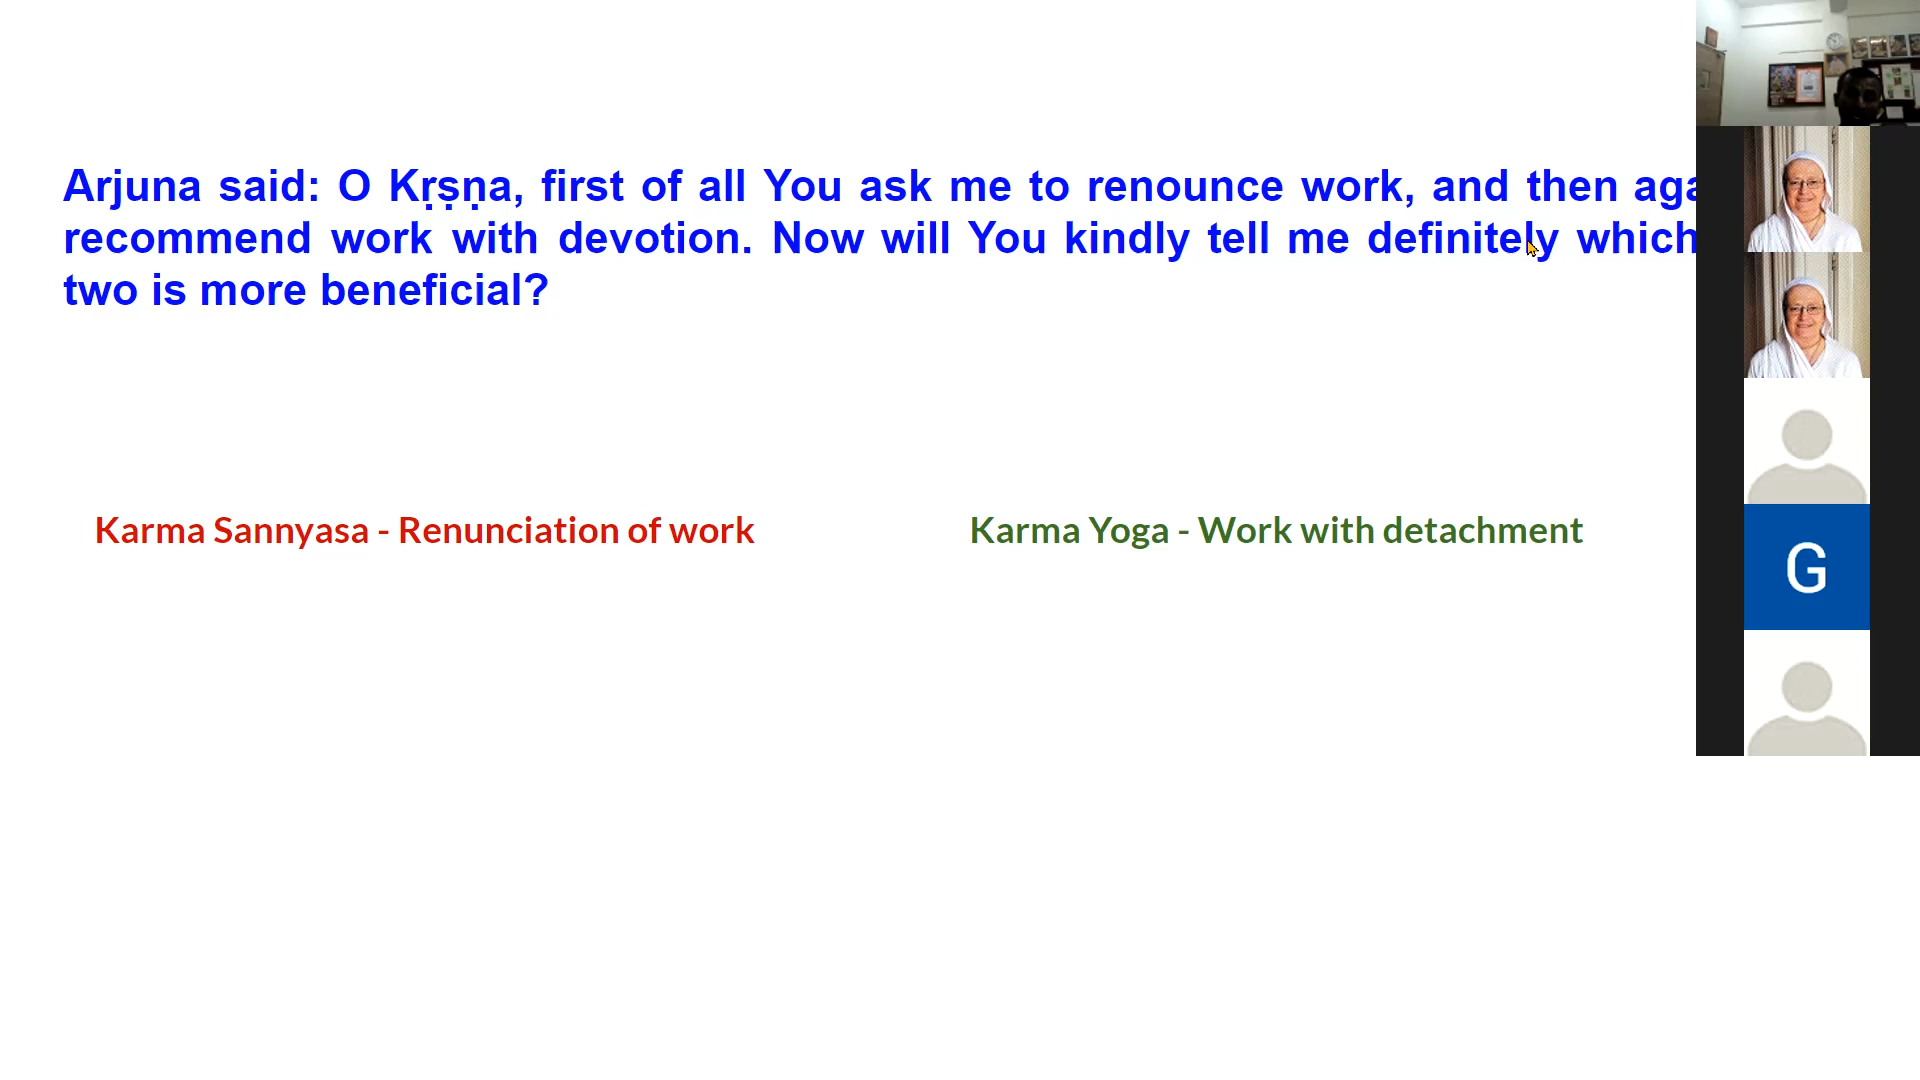 Arjuna said: O Kṛṣṇa, first of all You ask me to renounce work, and then
recommend work with devotion. Now will You kindly tell me definitely which
two is more beneficial?
Karma Sannyasa - Renunciation of work
Karma Yoga - Work with detachment
G